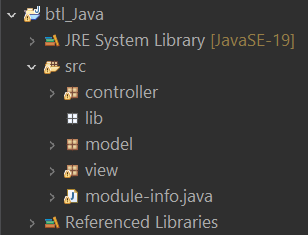 btl_Java
JRE System Library [JavaSE-19]
src
controller
lib
model
view
module-info.java
Referenced Libraries